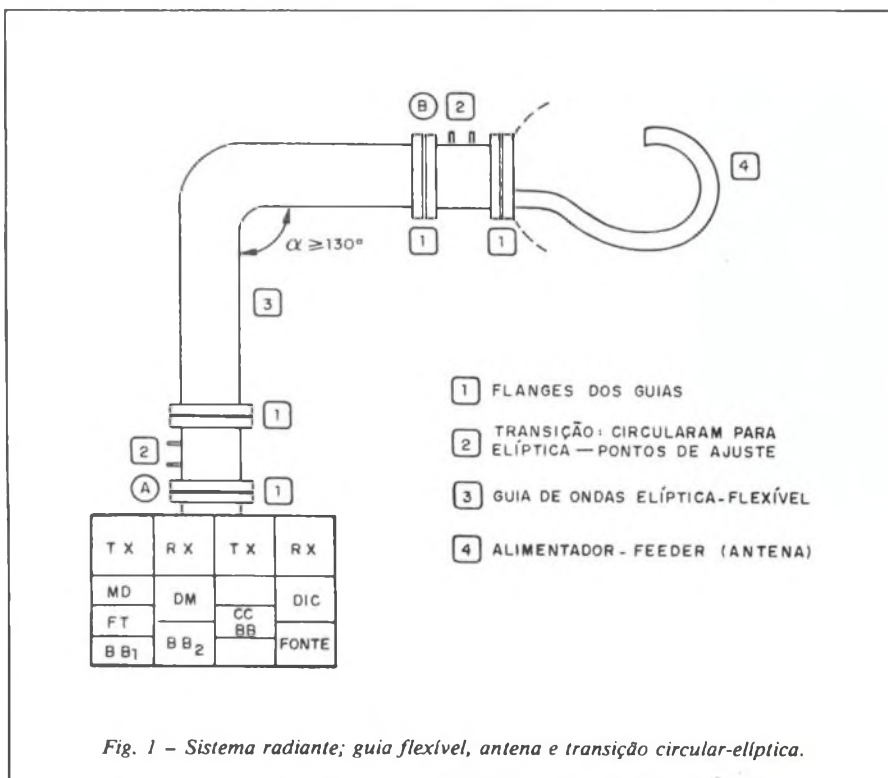 B 2
4
1 1
α ≥ 130°
3
1
2
A 1
1 FLANGES DOS GUIAS
2 TRANSIÇÃO: CIRCULARAM PARA
ELÍPTICA — PONTOS DE AJUSTE
3 GUIA DE ONDAS ELÍPTICA-FLEXÍVEL
4 ALIMENTADOR - FEEDER (ANTENA)
TX RX TX RX
MD DM DIC
FT CC
BB
BB1 BB2 FONTE
Fig. 1 – Sistema radiante; guia flexível, antena e transição circular-elíptica.